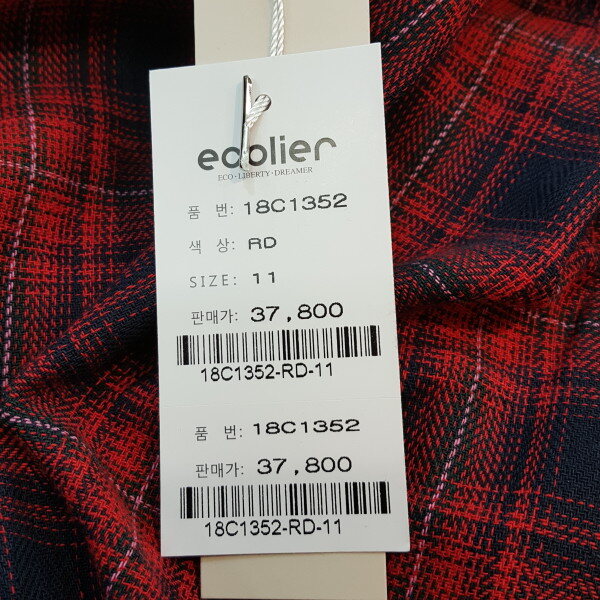 ecolier
ECO·LIBERTY·DREAMER
품 번: 18C1352
색 상: RD
SIZE: 11
판매가: 37,800
18C1352-RD-11
품 번: 18C1352
판매가: 37,800
18C1352-RD-11